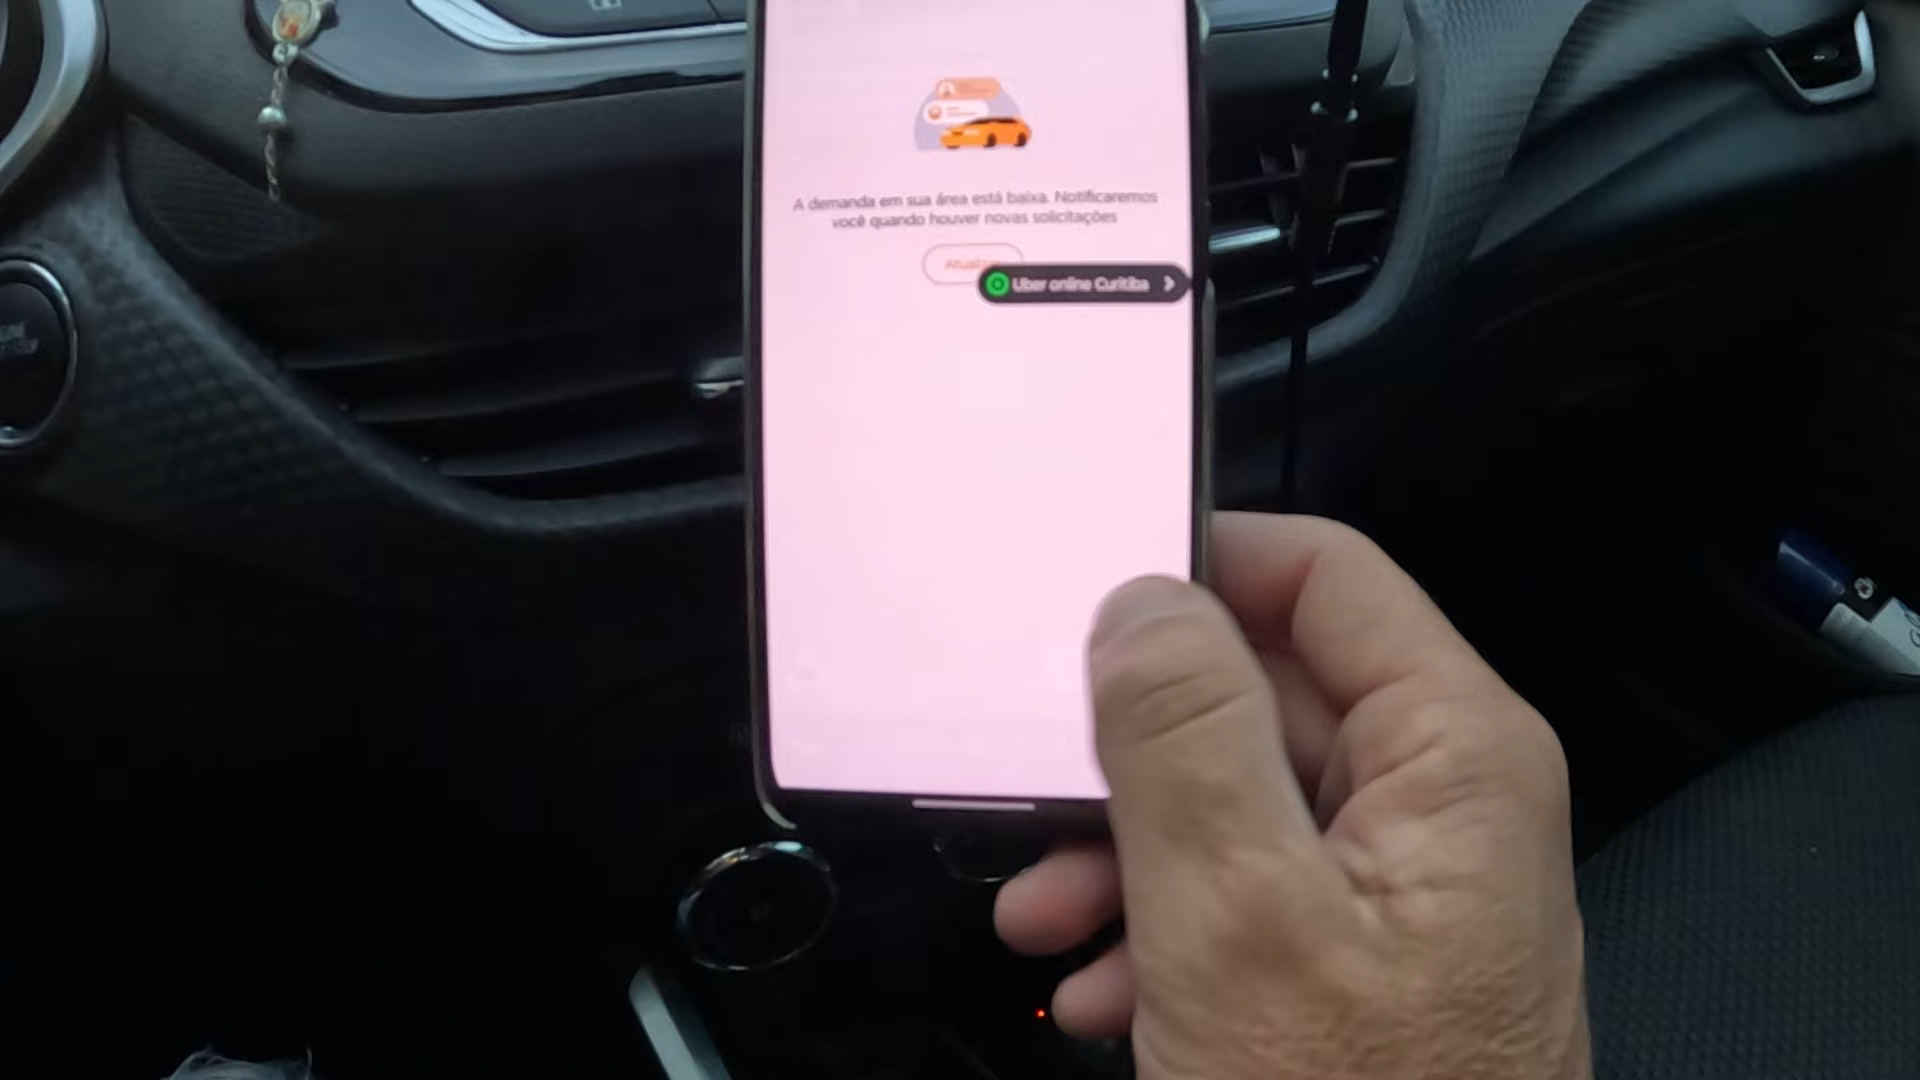 A demanda em sua área está baixa. Notificaremos
você quando houver novas solicitações
Uber online Curitiba